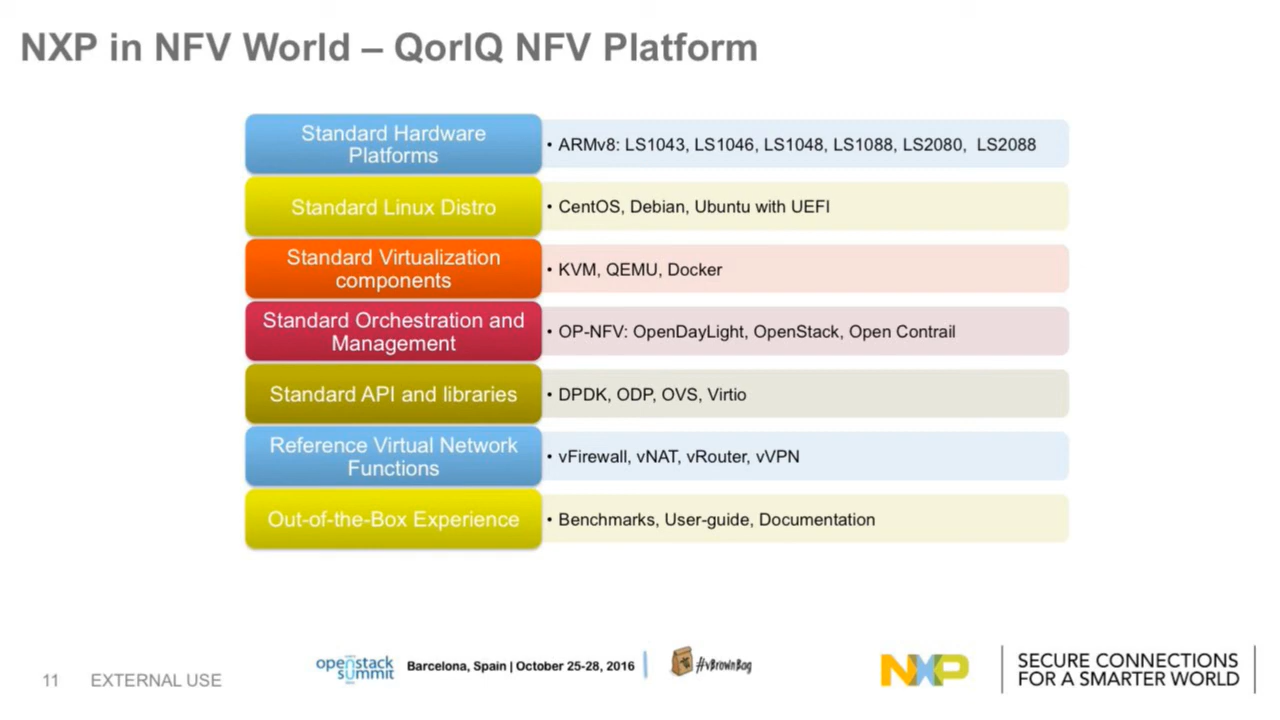 NXP in NFV World – QorIQ NFV Platform
Standard Hardware
Platforms
• ARMv8: LS1043, LS1046, LS1048, LS1088, LS2080, LS2088
Standard Linux Distro
• CentOS, Debian, Ubuntu with UEFI
Standard Virtualization
components
• KVM, QEMU, Docker
Standard Orchestration and
Management
• OP-NFV: OpenDayLight, OpenStack, Open Contrail
Standard API and libraries
• DPDK, ODP, OVS, Virtio
Reference Virtual Network
Functions
• vFirewall, vNAT, vRouter, vVPN
Out-of-the-Box Experience
• Benchmarks, User-guide, Documentation
11 EXTERNAL USE
openstack
summit
Barcelona, Spain | October 25-28, 2016
#vBrownBag
NXP
SECURE CONNECTIONS
FOR A SMARTER WORLD